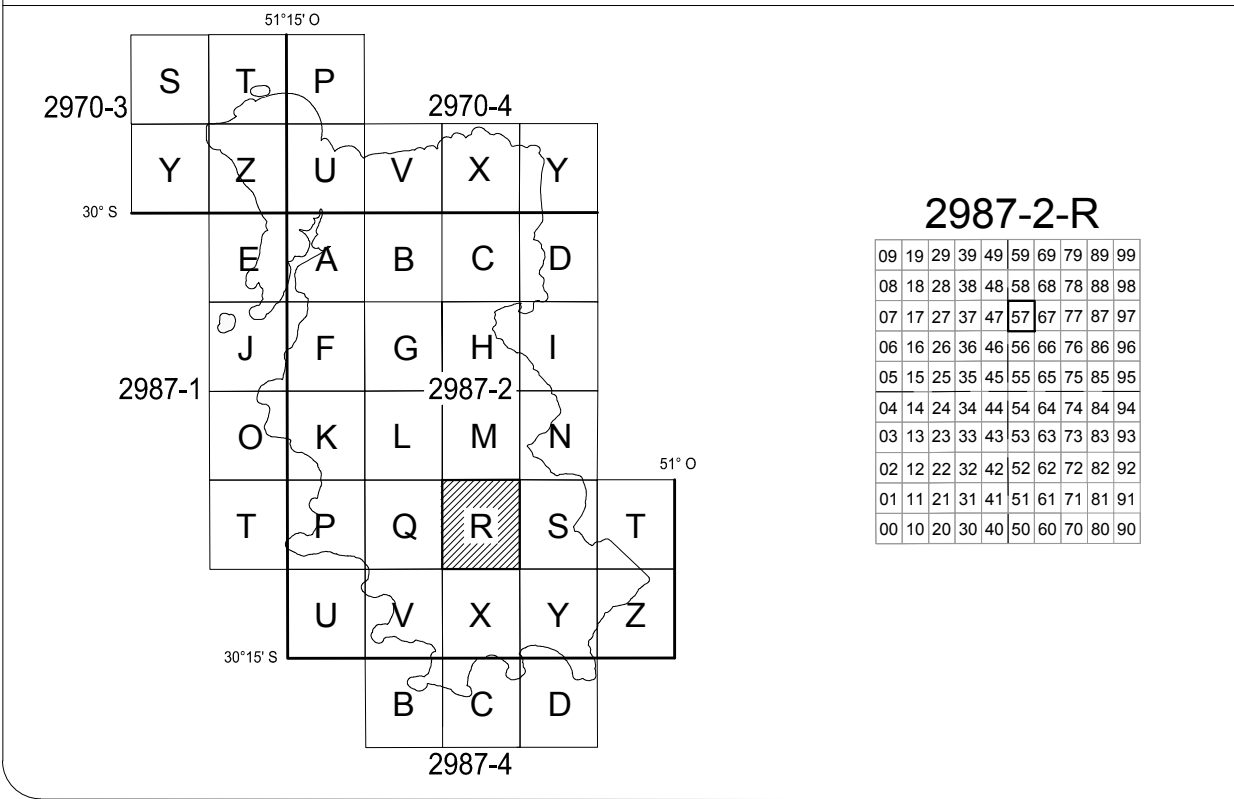 51°15' O
S T P
2970-3 2970-4
Y Z U V X Y
30° S
E A B C D
J F G H I
2987-1 2987-2
O K L M N
51° O
T P Q R S T
U V X Y Z
30°15' S
B C D
2987-4
2987-2-R
09 19 29 39 49 59 69 79 89 99
08 18 28 38 48 58 68 78 88 98
07 17 27 37 47 57 67 77 87 97
06 16 26 36 46 56 66 76 86 96
05 15 25 35 45 55 65 75 85 95
04 14 24 34 44 54 64 74 84 94
03 13 23 33 43 53 63 73 83 93
02 12 22 32 42 52 62 72 82 92
01 11 21 31 41 51 61 71 81 91
00 10 20 30 40 50 60 70 80 90